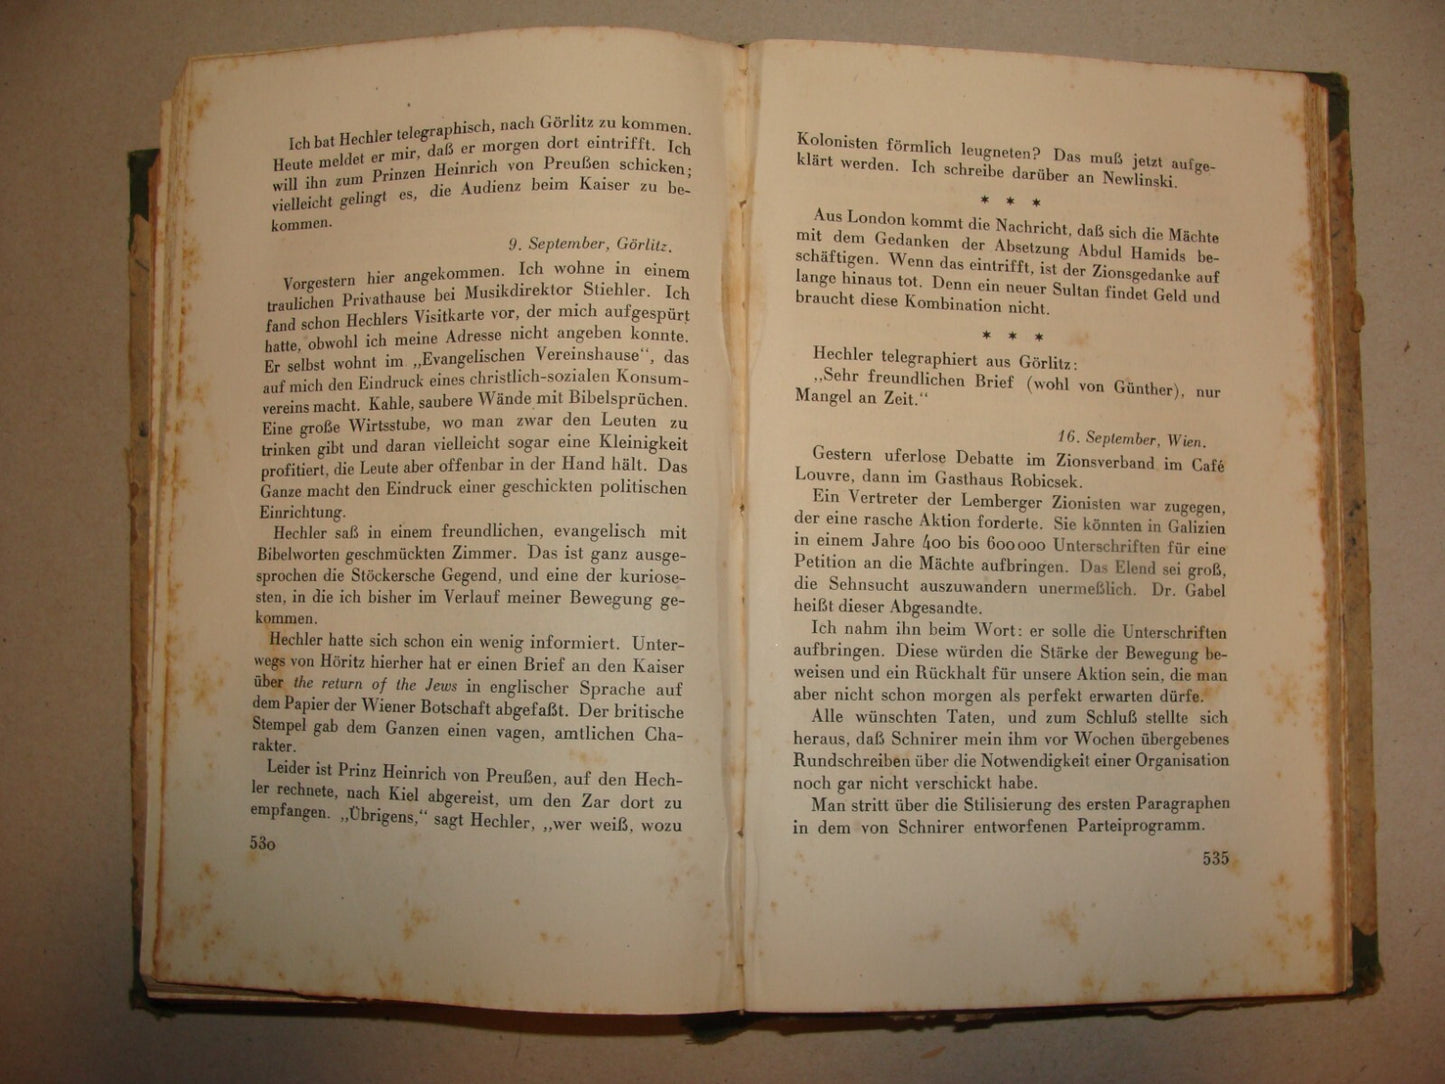 Ich bat Hechler telegraphisch, nach Görlitz zu kommen.
Heute meldet er mir, daß er morgen dort eintrifft. Ich
will ihn zum Prinzen Heinrich von Preußen schicken;
vielleicht gelingt es, die Audienz beim Kaiser zu be-
kommen.
9. September, Görlitz.
Vorgestern hier angekommen. Ich wohne in einem
traulichen Privathause bei Musikdirektor Stiehler. Ich
fand schon Hechlers Visitkarte vor, der mich aufgespürt
hatte, obwohl ich meine Adresse nicht angeben konnte.
Er selbst wohnt im „Evangelischen Vereinshause“, das
auf mich den Eindruck eines christlich-sozialen Konsum-
vereins macht. Kahle, saubere Wände mit Bibelsprüchen.
Eine große Wirtsstube, wo man zwar den Leuten zu
trinken gibt und daran vielleicht sogar eine Kleinigkeit
profitiert, die Leute aber offenbar in der Hand hält. Das
Ganze macht den Eindruck einer geschickten politischen
Einrichtung.
Hechler saß in einem freundlichen, evangelisch mit
Bibelworten geschmückten Zimmer. Das ist ganz ausge-
sprochen die Stöckersche Gegend, und eine der kuriose-
sten, in die ich bisher im Verlauf meiner Bewegung ge-
kommen.
Hechler hatte sich schon ein wenig informiert. Unter-
wegs von Höritz hierher hat er einen Brief an den Kaiser
über the return of the Jews in englischer Sprache auf
dem Papier der Wiener Botschaft abgefaßt. Der britische
Stempel gab dem Ganzen einen vagen, amtlichen Cha-
rakter.
Leider ist Prinz Heinrich von Preußen, auf den Hech-
ler rechnete, nach Kiel abgereist, um den Zar dort zu
empfangen. „Übrigens,“ sagt Hechler, „wer weiß, wozu
530
Kolonisten förmlich leugneten? Das muß jetzt aufge-
klärt werden. Ich schreibe darüber an Newlinski.
* * *
Aus London kommt die Nachricht, daß sich die Mächte
mit dem Gedanken der Absetzung Abdul Hamids be-
schäftigen. Wenn das eintrifft, ist der Zionsgedanke auf
lange hinaus tot. Denn ein neuer Sultan findet Geld und
braucht diese Kombination nicht.
* * *
Hechler telegraphiert aus Görlitz:
„Sehr freundlichen Brief (wohl von Günther), nur
Mangel an Zeit.“
16. September, Wien.
Gestern uferlose Debatte im Zionsverband im Café
Louvre, dann im Gasthaus Robicsek.
Ein Vertreter der Lemberger Zionisten war zugegen,
der eine rasche Aktion forderte. Sie könnten in Galizien
in einem Jahre 400 bis 600000 Unterschriften für eine
Petition an die Mächte aufbringen. Das Elend sei groß,
die Sehnsucht auszuwandern unermeßlich. Dr. Gabel
heißt dieser Abgesandte.
Ich nahm ihn beim Wort: er solle die Unterschriften
aufbringen. Diese würden die Stärke der Bewegung be-
weisen und ein Rückhalt für unsere Aktion sein, die man
aber nicht schon morgen als perfekt erwarten dürfe.
Alle wünschten Taten, und zum Schluß stellte sich
heraus, daß Schnirer mein ihm vor Wochen übergebenes
Rundschreiben über die Notwendigkeit einer Organisation
noch gar nicht verschickt habe.
Man stritt über die Stilisierung des ersten Paragraphen
in dem von Schnirer entworfenen Parteiprogramm.
535